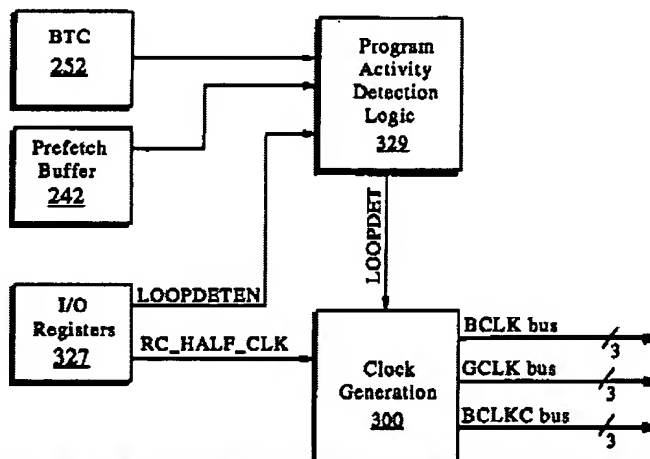 BTC
252
Prefetch
Buffer
242
I/O
Registers
327
Program
Activity
Detection
Logic
329
LOOPDET
LOOPDETEN
RC_HALF_CLK
Clock
Generation
300
BCLK bus
3
GCLK bus
3
BCLKC bus
3